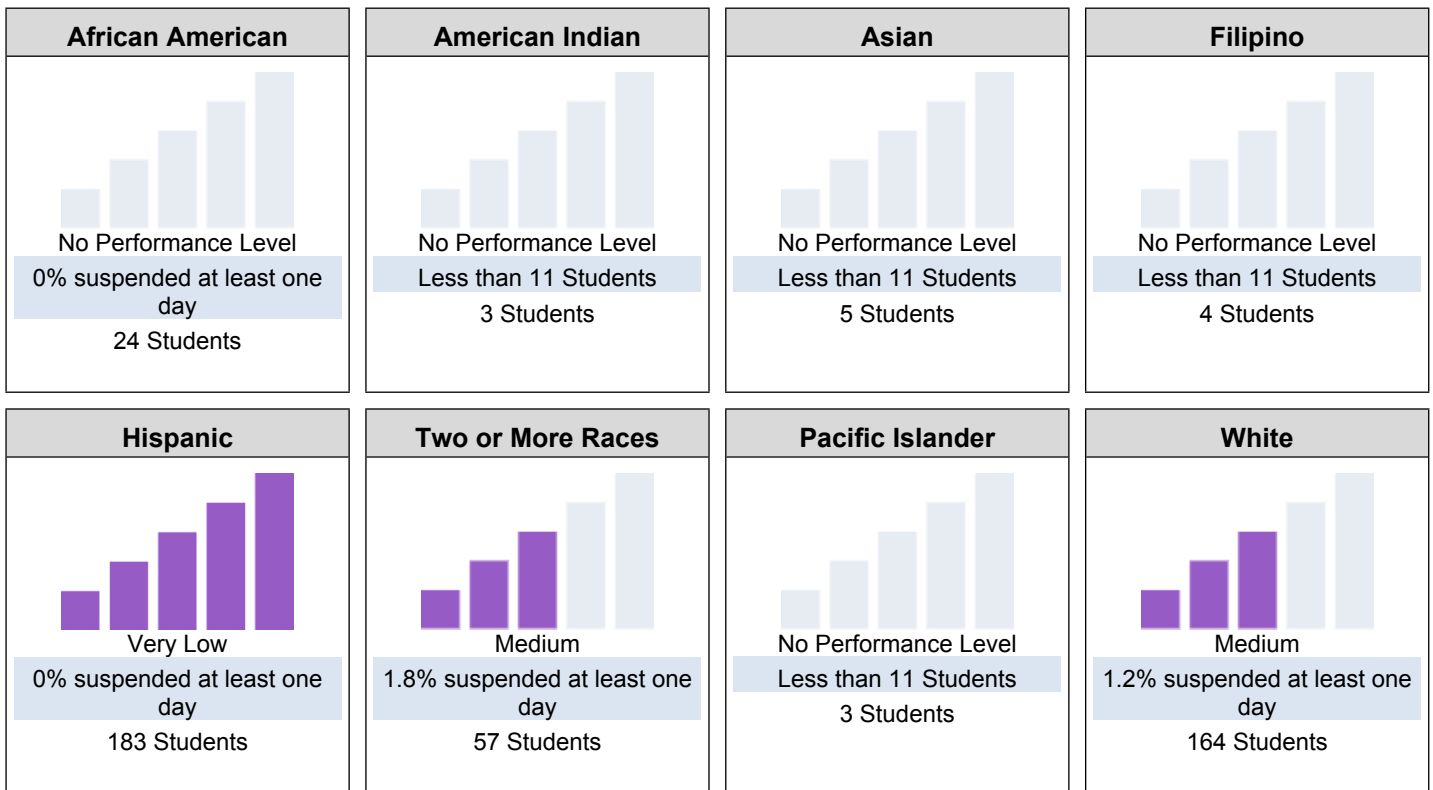 African American
No Performance Level
0% suspended at least one
day
24 Students
American Indian
No Performance Level
Less than 11 Students
3 Students
Asian
No Performance Level
Less than 11 Students
5 Students
Filipino
No Performance Level
Less than 11 Students
4 Students
Hispanic
Very Low
0% suspended at least one
day
183 Students
Two or More Races
Medium
1.8% suspended at least one
day
57 Students
Pacific Islander
No Performance Level
Less than 11 Students
3 Students
White
Medium
1.2% suspended at least one
day
164 Students